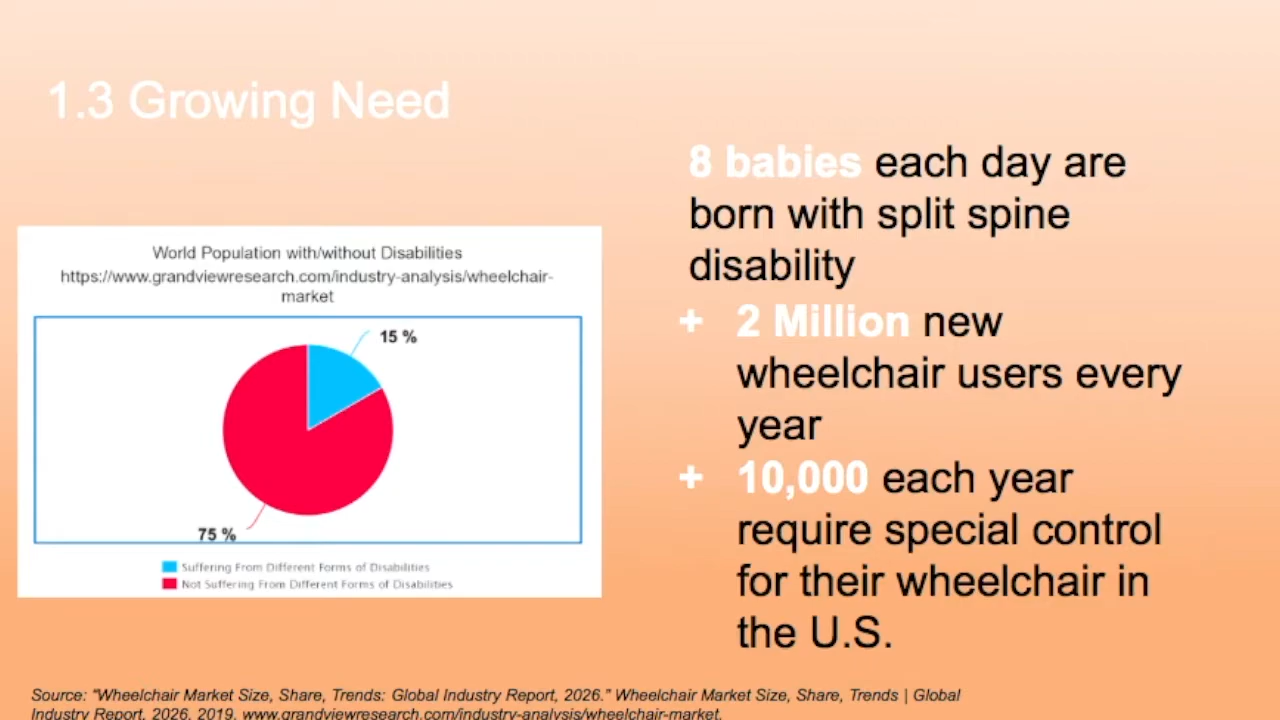 1.3 Growing Need
World Population with/without Disabilities
https://www.grandviewresearch.com/industry-analysis/wheelchair-
market
15 %
75 %
Suffering From Different Forms of Disabilities
Not Suffering From Different Forms of Disabilities
8 babies each day are
born with split spine
disability
+ 2 Million new
wheelchair users every
year
+ 10,000 each year
require special control
for their wheelchair in
the U.S.
Source: "Wheelchair Market Size, Share, Trends: Global Industry Report, 2026." Wheelchair Market Size, Share, Trends | Global
Industry Report, 2026, 2019, www.grandviewresearch.com/industry-analysis/wheelchair-market.